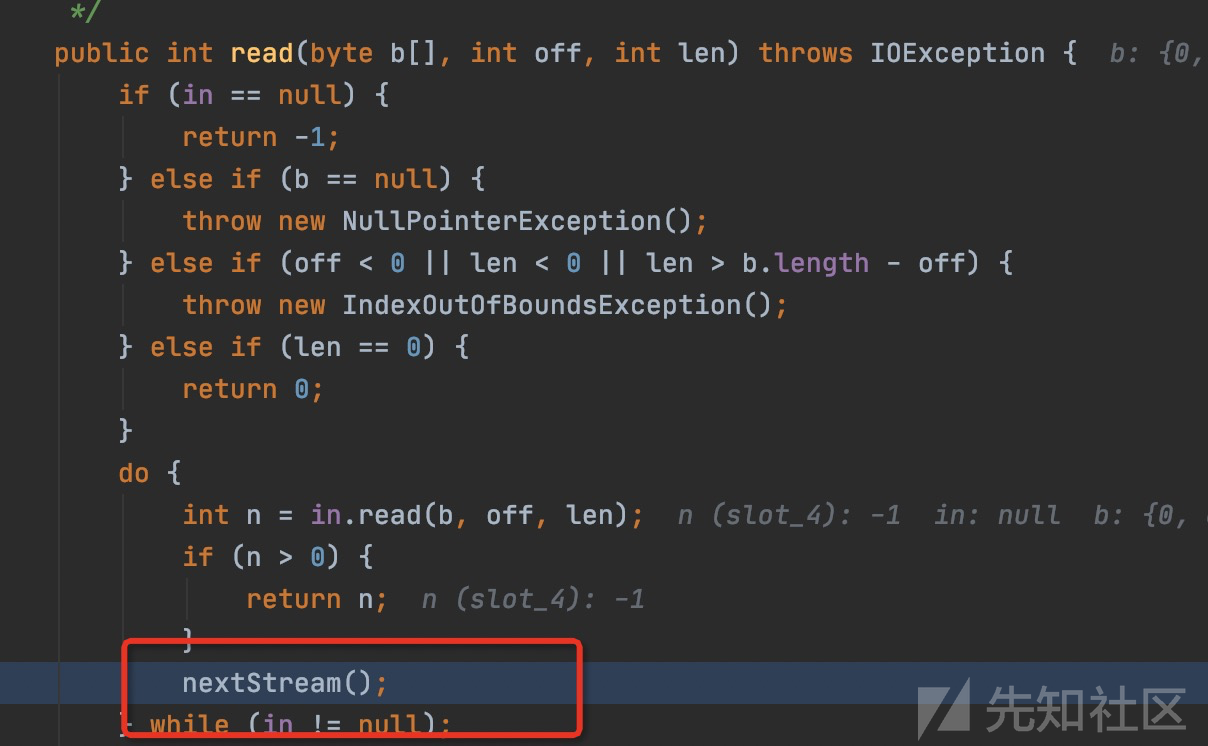 */
public int read(byte b[], int off, int len) throws IOException {  b: {0,
if (in == null) {
return -1;
} else if (b == null) {
throw new NullPointerException();
} else if (off < 0 || len < 0 || len > b.length - off) {
throw new IndexOutOfBoundsException();
} else if (len == 0) {
return 0;
}
do {
int n = in.read(b, off, len);  n (slot_4): -1  in: null  b: {0,
if (n > 0) {
return n;  n (slot_4): -1
}
nextStream();
} while (in != null);
先知社区